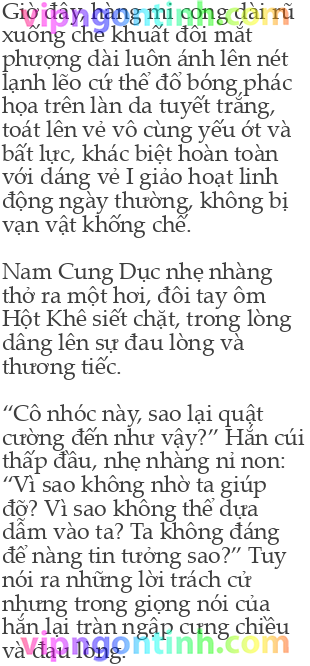 Giờ đây, hàng mi cong dài rũ
vipngontinh.com
xuống che khuất đôi mắt
phượng dài luôn ánh lên nét
lạnh lẽo cứ thể đổ bóng phác
họa trên làn da tuyết trắng,
toát lên vẻ vô cùng yếu ớt và
bất lực, khác biệt hoàn toàn
với dáng vẻ I giảo hoạt linh
động ngày thường, không bị
vạn vật khống chế.

Nam Cung Dục nhẹ nhàng
thở ra một hơi, đôi tay ôm
Hột Khê siết chặt, trong lòng
dâng lên sự đau lòng và
thương tiếc.

“Cô nhóc này, sao lại quật
cường đến như vậy?” Hắn cúi
thấp đầu, nhẹ nhàng nỉ non:
“Vì sao không nhờ ta giúp
đỡ? Vì sao không thể dựa
dẫm vào ta? Ta không đáng
để nàng tin tưởng sao?” Tuy
nói ra những lời trách cứ
nhưng trong giọng nói của
hắn lại tràn ngập cưng chiều
vipngontinh.com
và đau lòng.